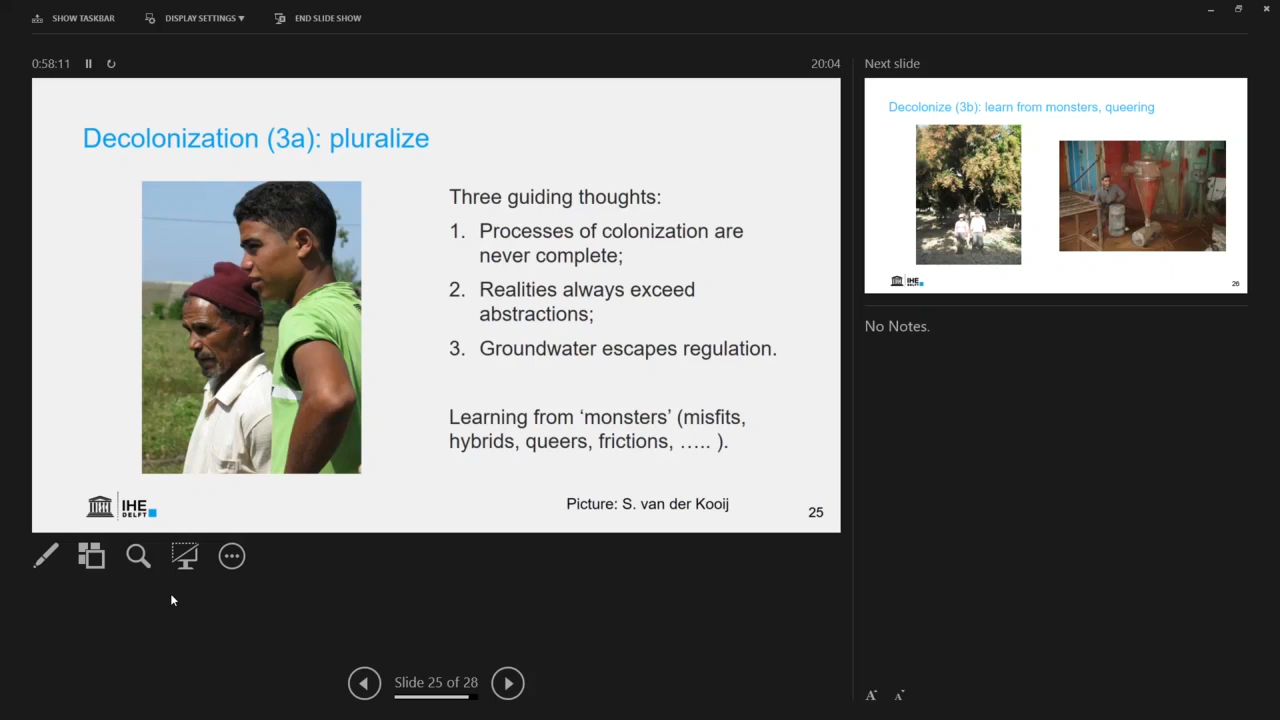 SHOW TASKBAR
DISPLAY SETTINGS ▼
END SLIDE SHOW
0:58:11
20:04
Decolonization (3a): pluralize
Three guiding thoughts:
1. Processes of colonization are
never complete;
2. Realities always exceed
abstractions;
3. Groundwater escapes regulation.
Learning from ‘monsters’ (misfits,
hybrids, queers, frictions, ….. ).
IHE
DELFT
Picture: S. van der Kooij
25
Slide 25 of 28
Next slide
Decolonize (3b): learn from monsters, queering
IHE
26
No Notes.
A
A